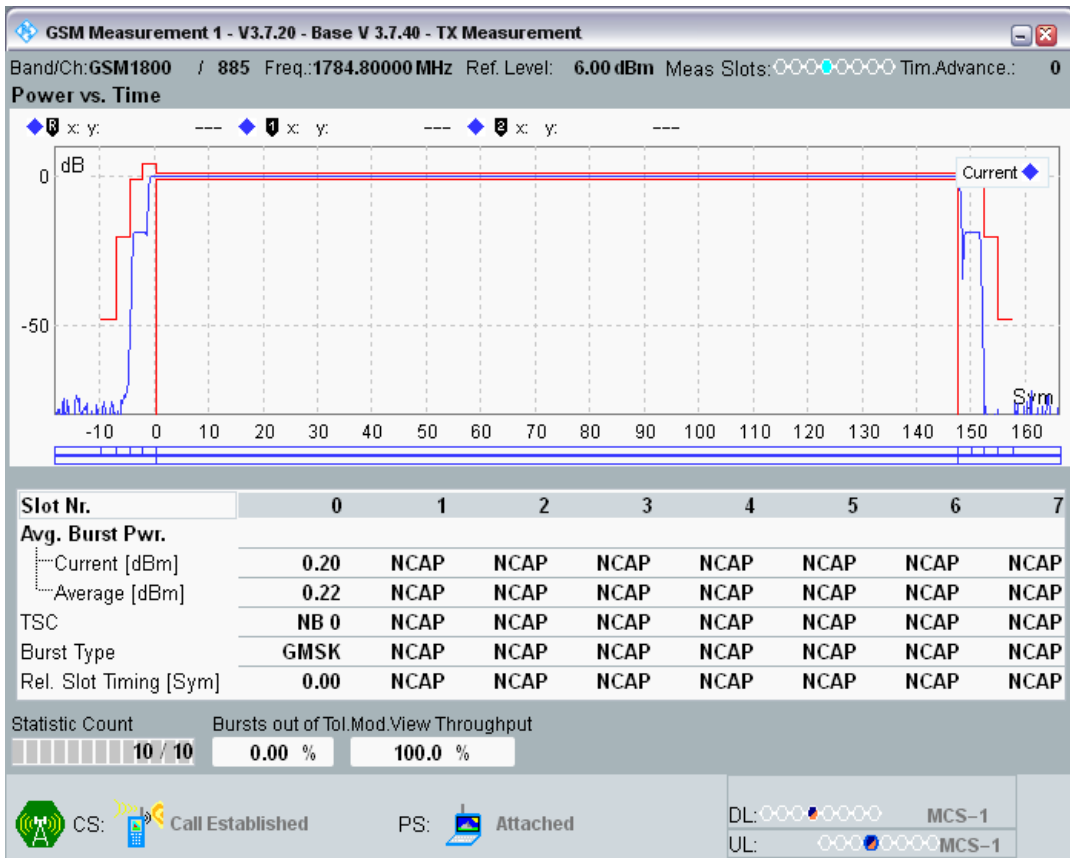 GSM Measurement 1 - V3.7.20 - Base V 3.7.40 - TX Measurement
Band/Ch:GSM1800 / 885 Freq.:1784.80000 MHz Ref. Level: 6.00 dBm Meas Slots: Tim.Advance.: 0
Power vs. Time
R x: y: --- 1 x: y: --- 2 x: y: ---
dB
Current
0
-50
Sym
-10 0 10 20 30 40 50 60 70 80 90 100 110 120 130 140 150 160
Slot Nr. 0 1 2 3 4 5 6 7
Avg. Burst Pwr.
Current [dBm] 0.20 NCAP NCAP NCAP NCAP NCAP NCAP NCAP
Average [dBm] 0.22 NCAP NCAP NCAP NCAP NCAP NCAP NCAP
TSC NB 0 NCAP NCAP NCAP NCAP NCAP NCAP NCAP
Burst Type GMSK NCAP NCAP NCAP NCAP NCAP NCAP NCAP
Rel. Slot Timing [Sym] 0.00 NCAP NCAP NCAP NCAP NCAP NCAP NCAP
Statistic Count Bursts out of Tol.Mod.View Throughput
10 / 10 0.00 % 100.0 %
CS: Call Established PS: Attached
DL: MCS-1
UL: MCS-1